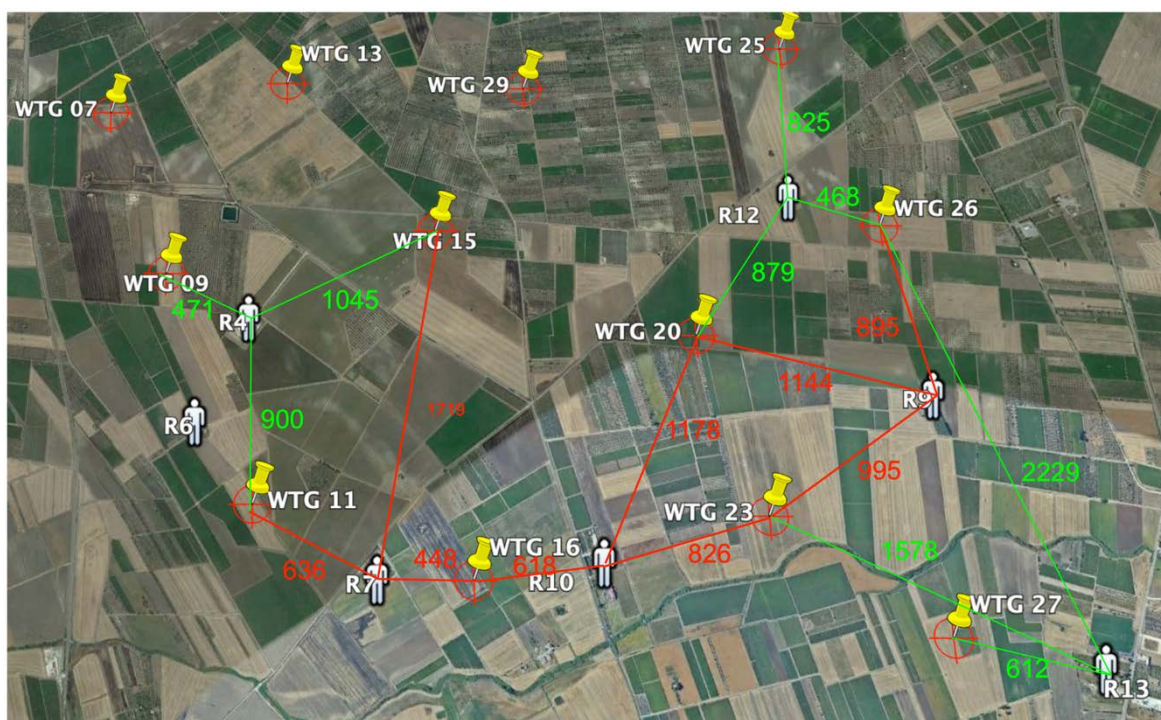 WTG 25
WTG 13
WTG 29
WTG 07
825
R12
468
WTG 26
WTG 15
WTG 09
471
R4
1045
879
WTG 20
895
1144
R9
1719
R6
900
1178
2229
WTG 11
WTG 23
995
WTG 16
826
1578
636
R7
448
618
R10
WTG 27
612
R13